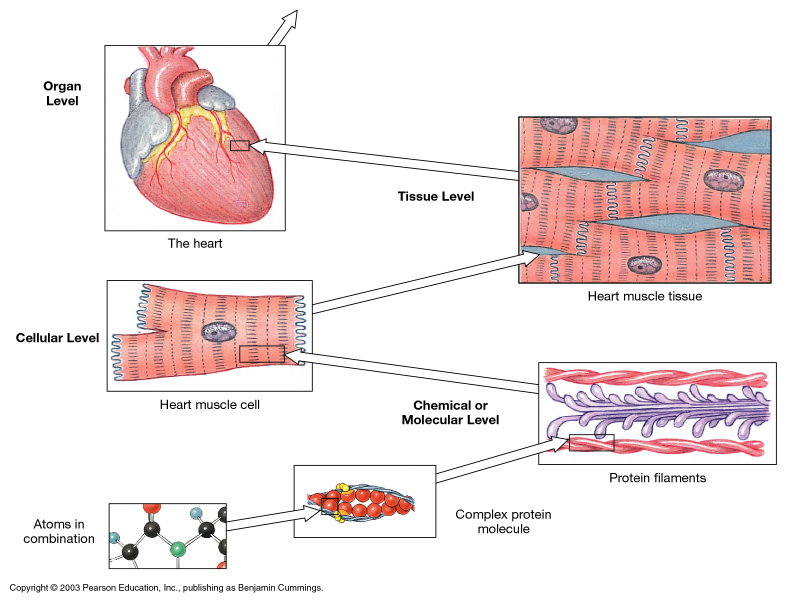 Organ
Level
The heart
Tissue Level
Heart muscle tissue
Cellular Level
Heart muscle cell
Chemical or
Molecular Level
Protein filaments
Complex protein
molecule
Atoms in
combination
Copyright © 2003 Pearson Education, Inc., publishing as Benjamin Cummings.